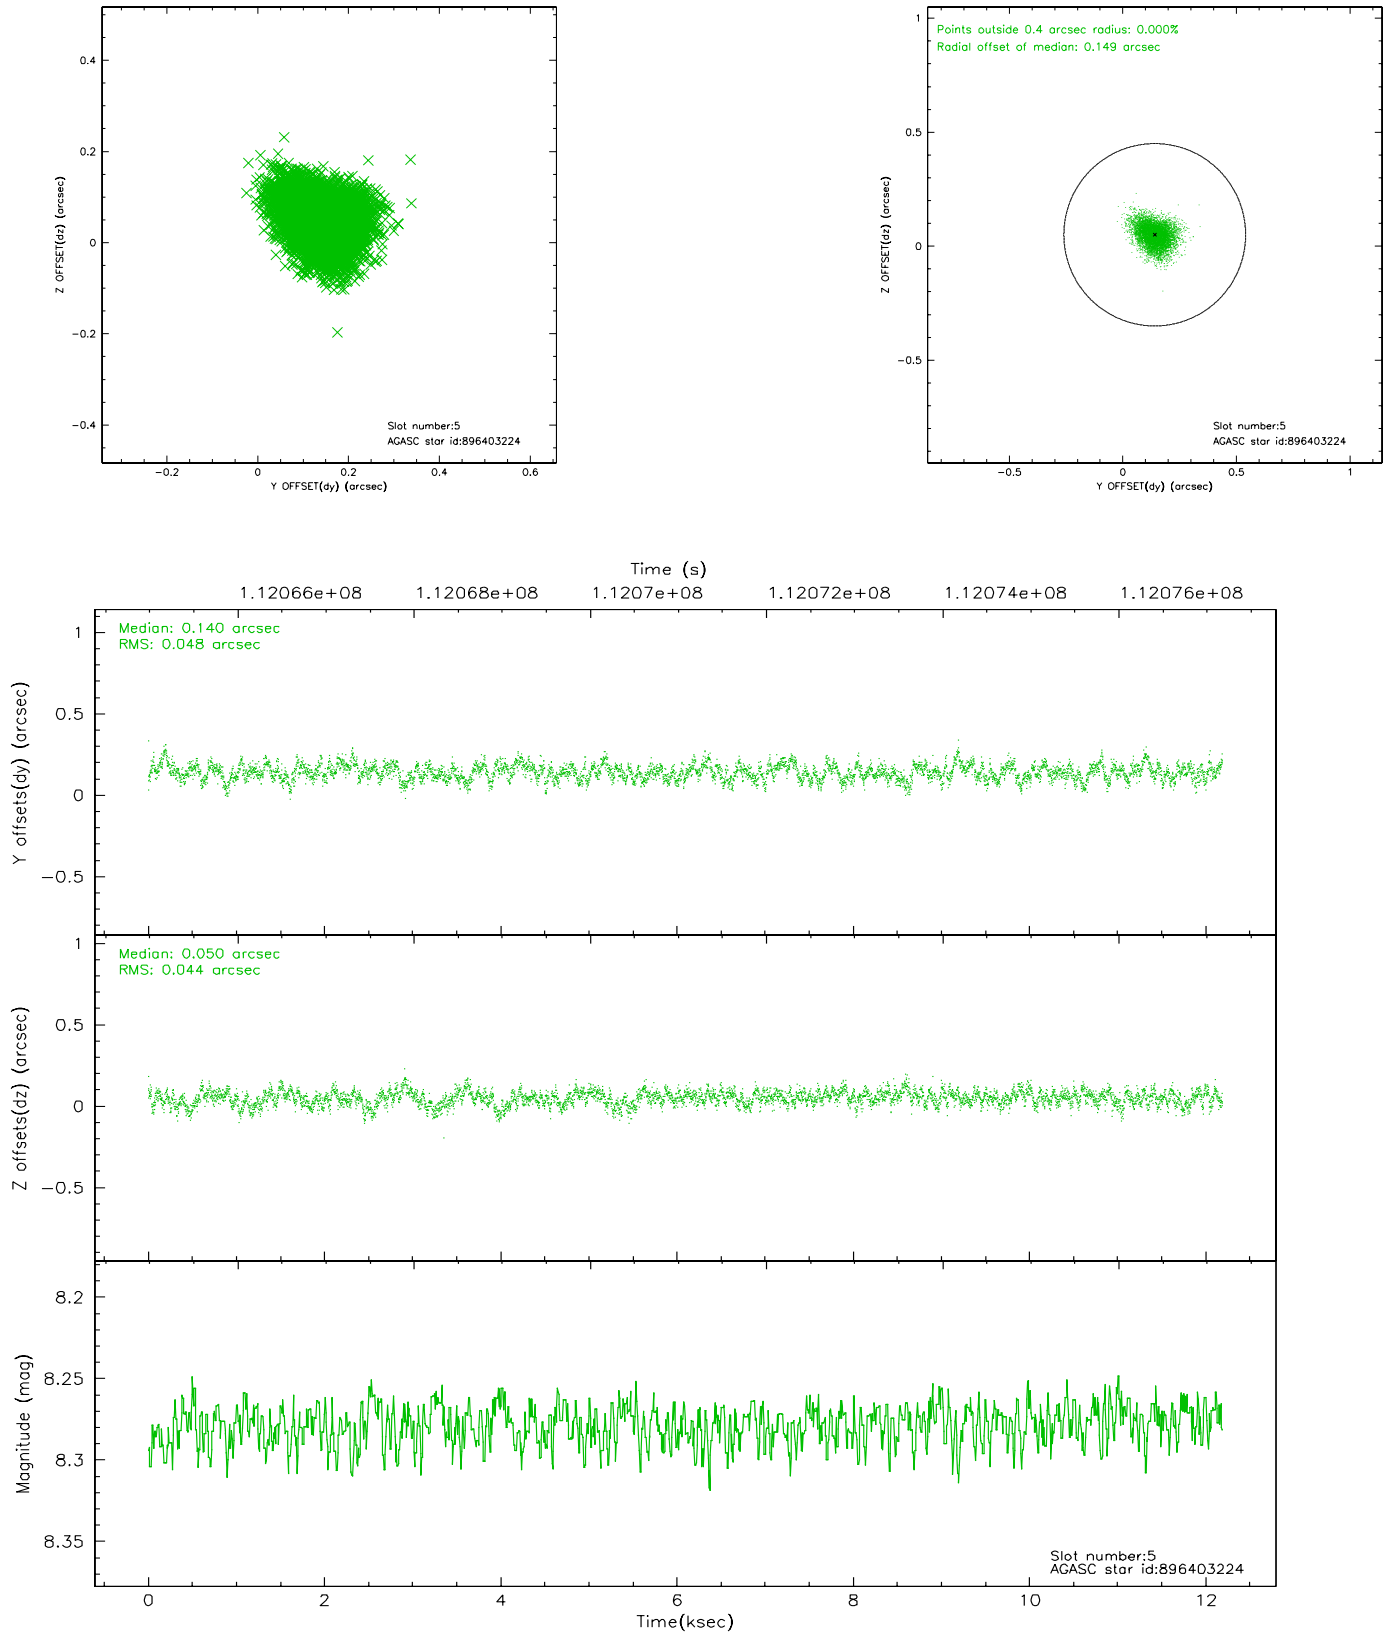 0.4
0.2
0
−0.2
−0.4
Z OFFSET(dz) (arcsec)
Slot number:5
AGASC star id:896403224
−0.2 0 0.2 0.4 0.6
Y OFFSET(dy) (arcsec)
Points outside 0.4 arcsec radius: 0.000%
Radial offset of median: 0.149 arcsec
1
0.5
0
−0.5
Z OFFSET(dz) (arcsec)
Slot number:5
AGASC star id:896403224
−0.5 0 0.5 1
Y OFFSET(dy) (arcsec)
Time (s)
1.12066e+08 1.12068e+08 1.1207e+08 1.12072e+08 1.12074e+08 1.12076e+08
Median: 0.140 arcsec
RMS: 0.048 arcsec
1
0.5
0
−0.5
Y offsets(dy) (arcsec)
Median: 0.050 arcsec
RMS: 0.044 arcsec
1
0.5
0
−0.5
Z offsets(dz) (arcsec)
8.2
8.25
8.3
8.35
Magnitude (mag)
Slot number:5
AGASC star id:896403224
0 2 4 6 8 10 12
Time(ksec)